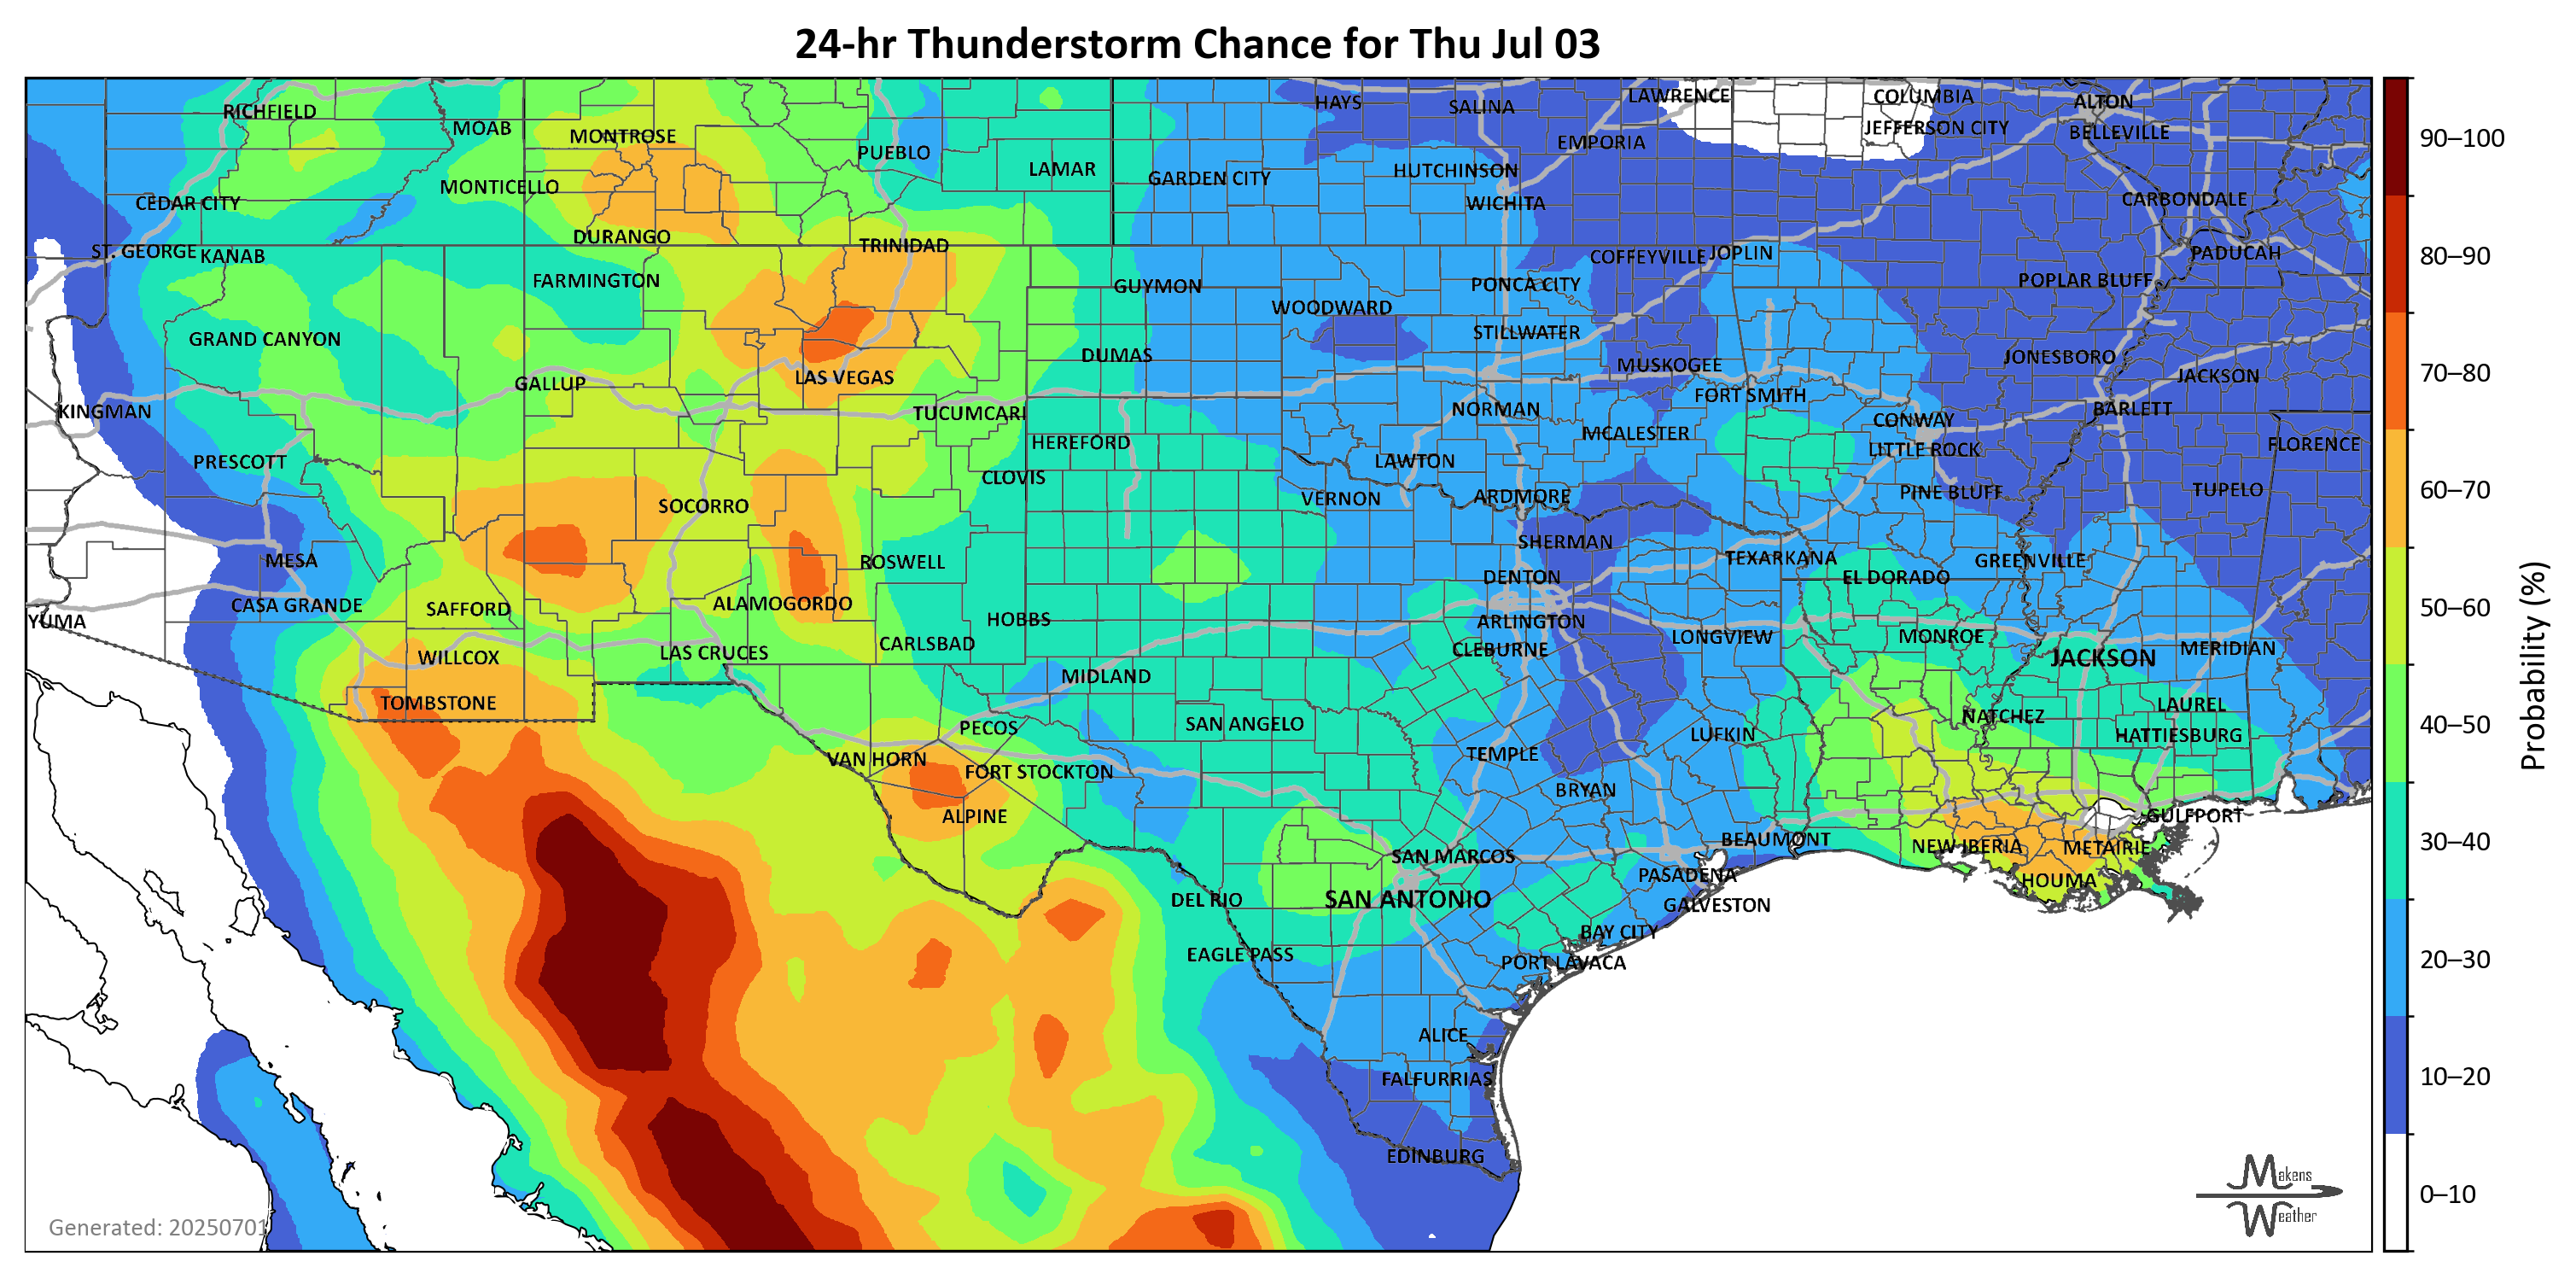 24-hr Thunderstorm Chance for Thu Jul 03
RICHFIELD
MOAB
MONTROSE
PUEBLO
LAMAR
HAYS
SALINA
LAWRENCE
COLUMBIA
ALTON
JEFFERSON CITY
BELLEVILLE
EMPORIA
90–100
MONTICELLO
GARDEN CITY
HUTCHINSON
CEDAR CITY
WICHITA
CARBONDALE
DURANGO
TRINIDAD
ST. GEORGE
KANAB
COFFEYVILLE
JOPLIN
PADUCAH
80–90
FARMINGTON
GUYMON
PONCA CITY
POPLAR BLUFF
WOODWARD
GRAND CANYON
STILLWATER
DUMAS
JONESBORO
MUSKOGEE
JACKSON
70–80
GALLUP
LAS VEGAS
FORT SMITH
KINGMAN
TUCUMCARI
NORMAN
BARLETT
CONWAY
MCALESTER
HEREFORD
LITTLE ROCK
FLORENCE
PRESCOTT
LAWTON
CLOVIS
60–70
VERNON
ARDMORE
PINE BLUFF
TUPELO
SOCORRO
SHERMAN
MESA
ROSWELL
TEXARKANA
GREENVILLE
DENTON
EL DORADO
CASA GRANDE
SAFFORD
ALAMOGORDO
50–60
YUMA
HOBBS
ARLINGTON
LONGVIEW
MONROE
CARLSBAD
CLEBURNE
MERIDIAN
WILLCOX
LAS CRUCES
JACKSON
MIDLAND
TOMBSTONE
LAUREL
Probability (%)
PECOS
SAN ANGELO
NATCHEZ
LUFKIN
HATTIESBURG
40–50
VAN HORN
FORT STOCKTON
TEMPLE
BRYAN
ALPINE
GULFPORT
BEAUMONT
30–40
SAN MARCOS
NEW IBERIA
METAIRIE
PASADENA
HOUMA
DEL RIO
SAN ANTONIO
GALVESTON
BAY CITY
EAGLE PASS
PORT LAVACA
20–30
ALICE
FALFURRIAS
10–20
EDINBURG
Makens
Weather
0–10
Generated: 20250701